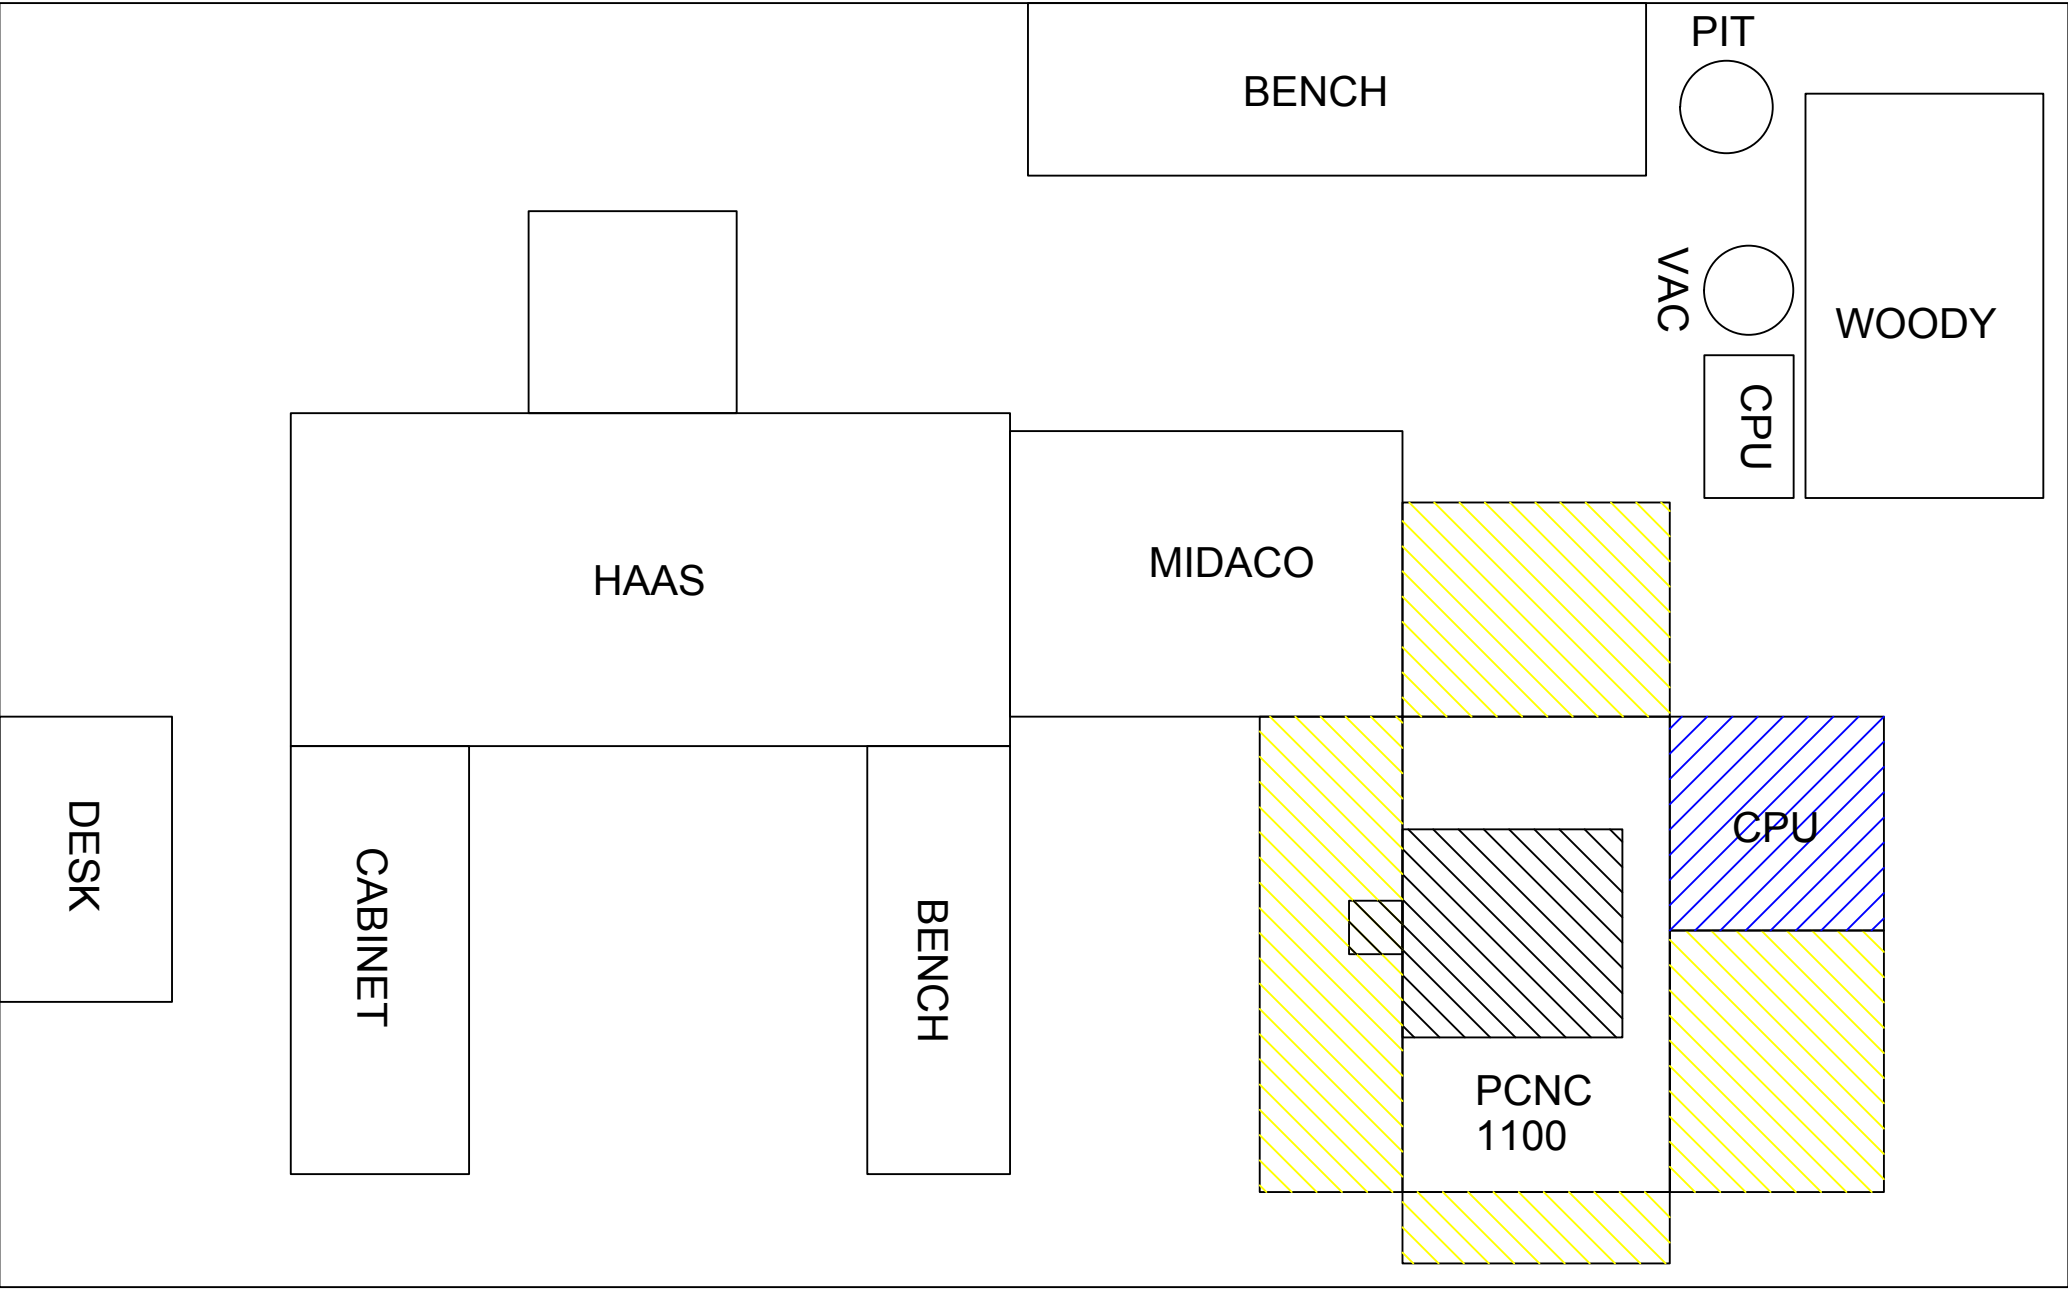 PIT
BENCH
VAC
WOODY
CPU
MIDACO
HAAS
DESK
CABINET
BENCH
CPU
PCNC
1100